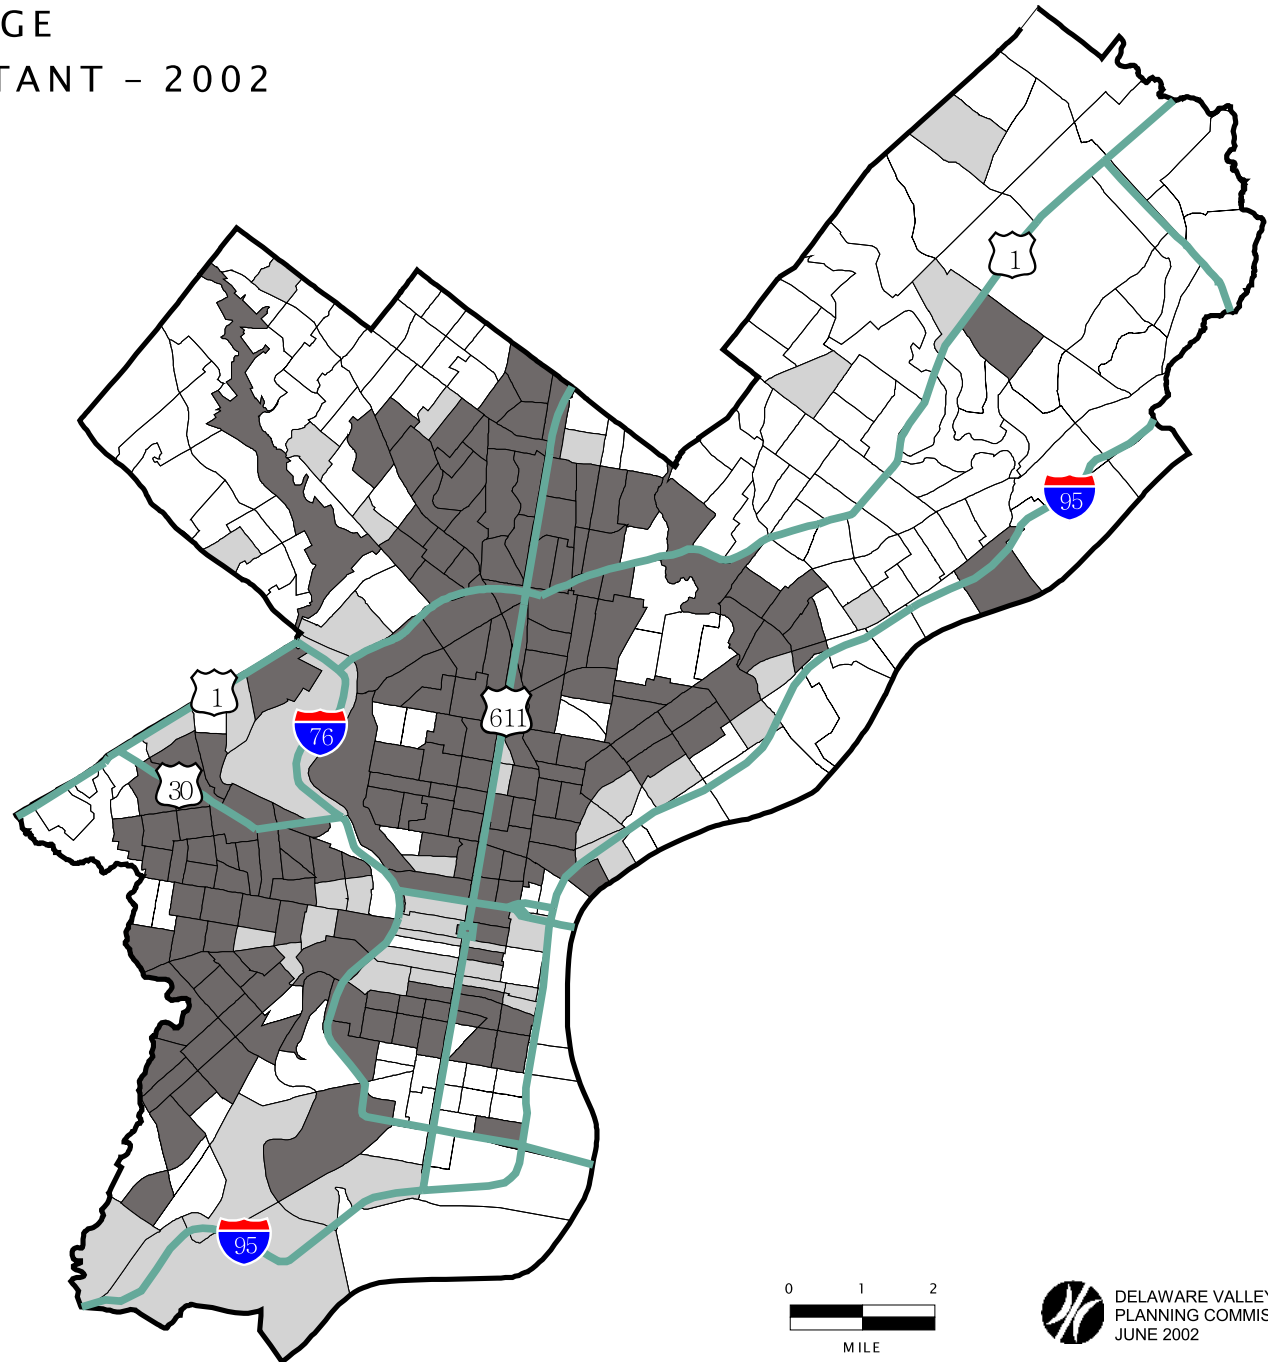 GE
TANT – 2002
1
95
1
611
76
30
95
0 1 2
MILE
DELAWARE VALLEY
PLANNING COMMIS
JUNE 2002